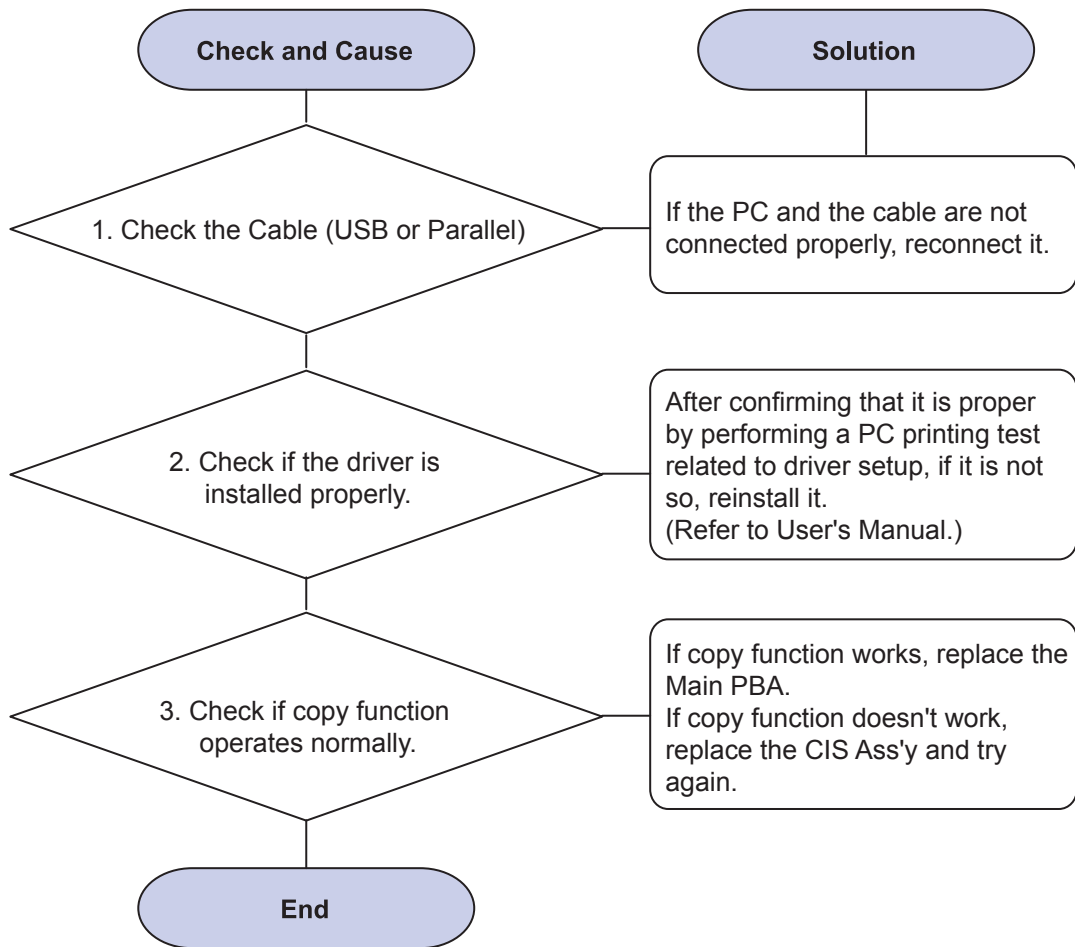 Check and Cause
Solution
1. Check the Cable (USB or Parallel)
If the PC and the cable are not
connected properly, reconnect it.
2. Check if the driver is
installed properly.
After confirming that it is proper
by performing a PC printing test
related to driver setup, if it is not
so, reinstall it.
(Refer to User's Manual.)
3. Check if copy function
operates normally.
If copy function works, replace the
Main PBA.
If copy function doesn't work,
replace the CIS Ass'y and try
again.
End